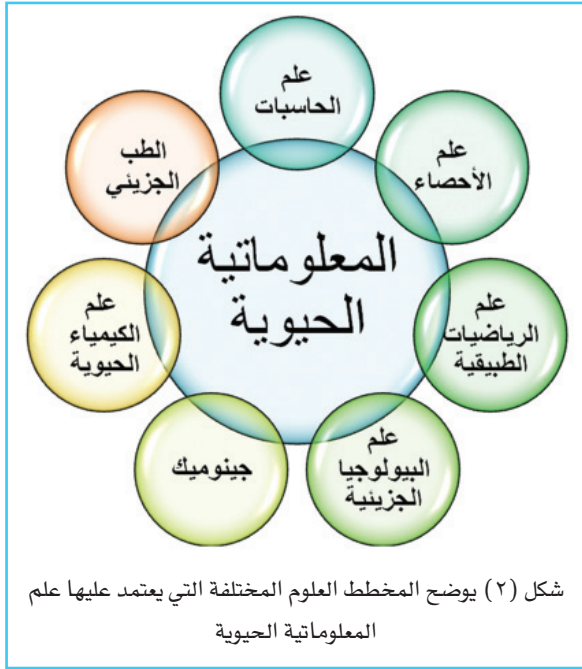 علم
الحاسبات
علم
الأحصاء
علم
الرياضيات
الطبيقية
علم
البيولوجيا
الجزيئية
جينوميك
علم
الكيمياء
الحيوية
الطب
الجزيئي
المعلوماتية
الحيوية
شكل (٢) يوضح المخطط العلوم المختلفة التي يعتمد عليها علم
المعلوماتية الحيوية